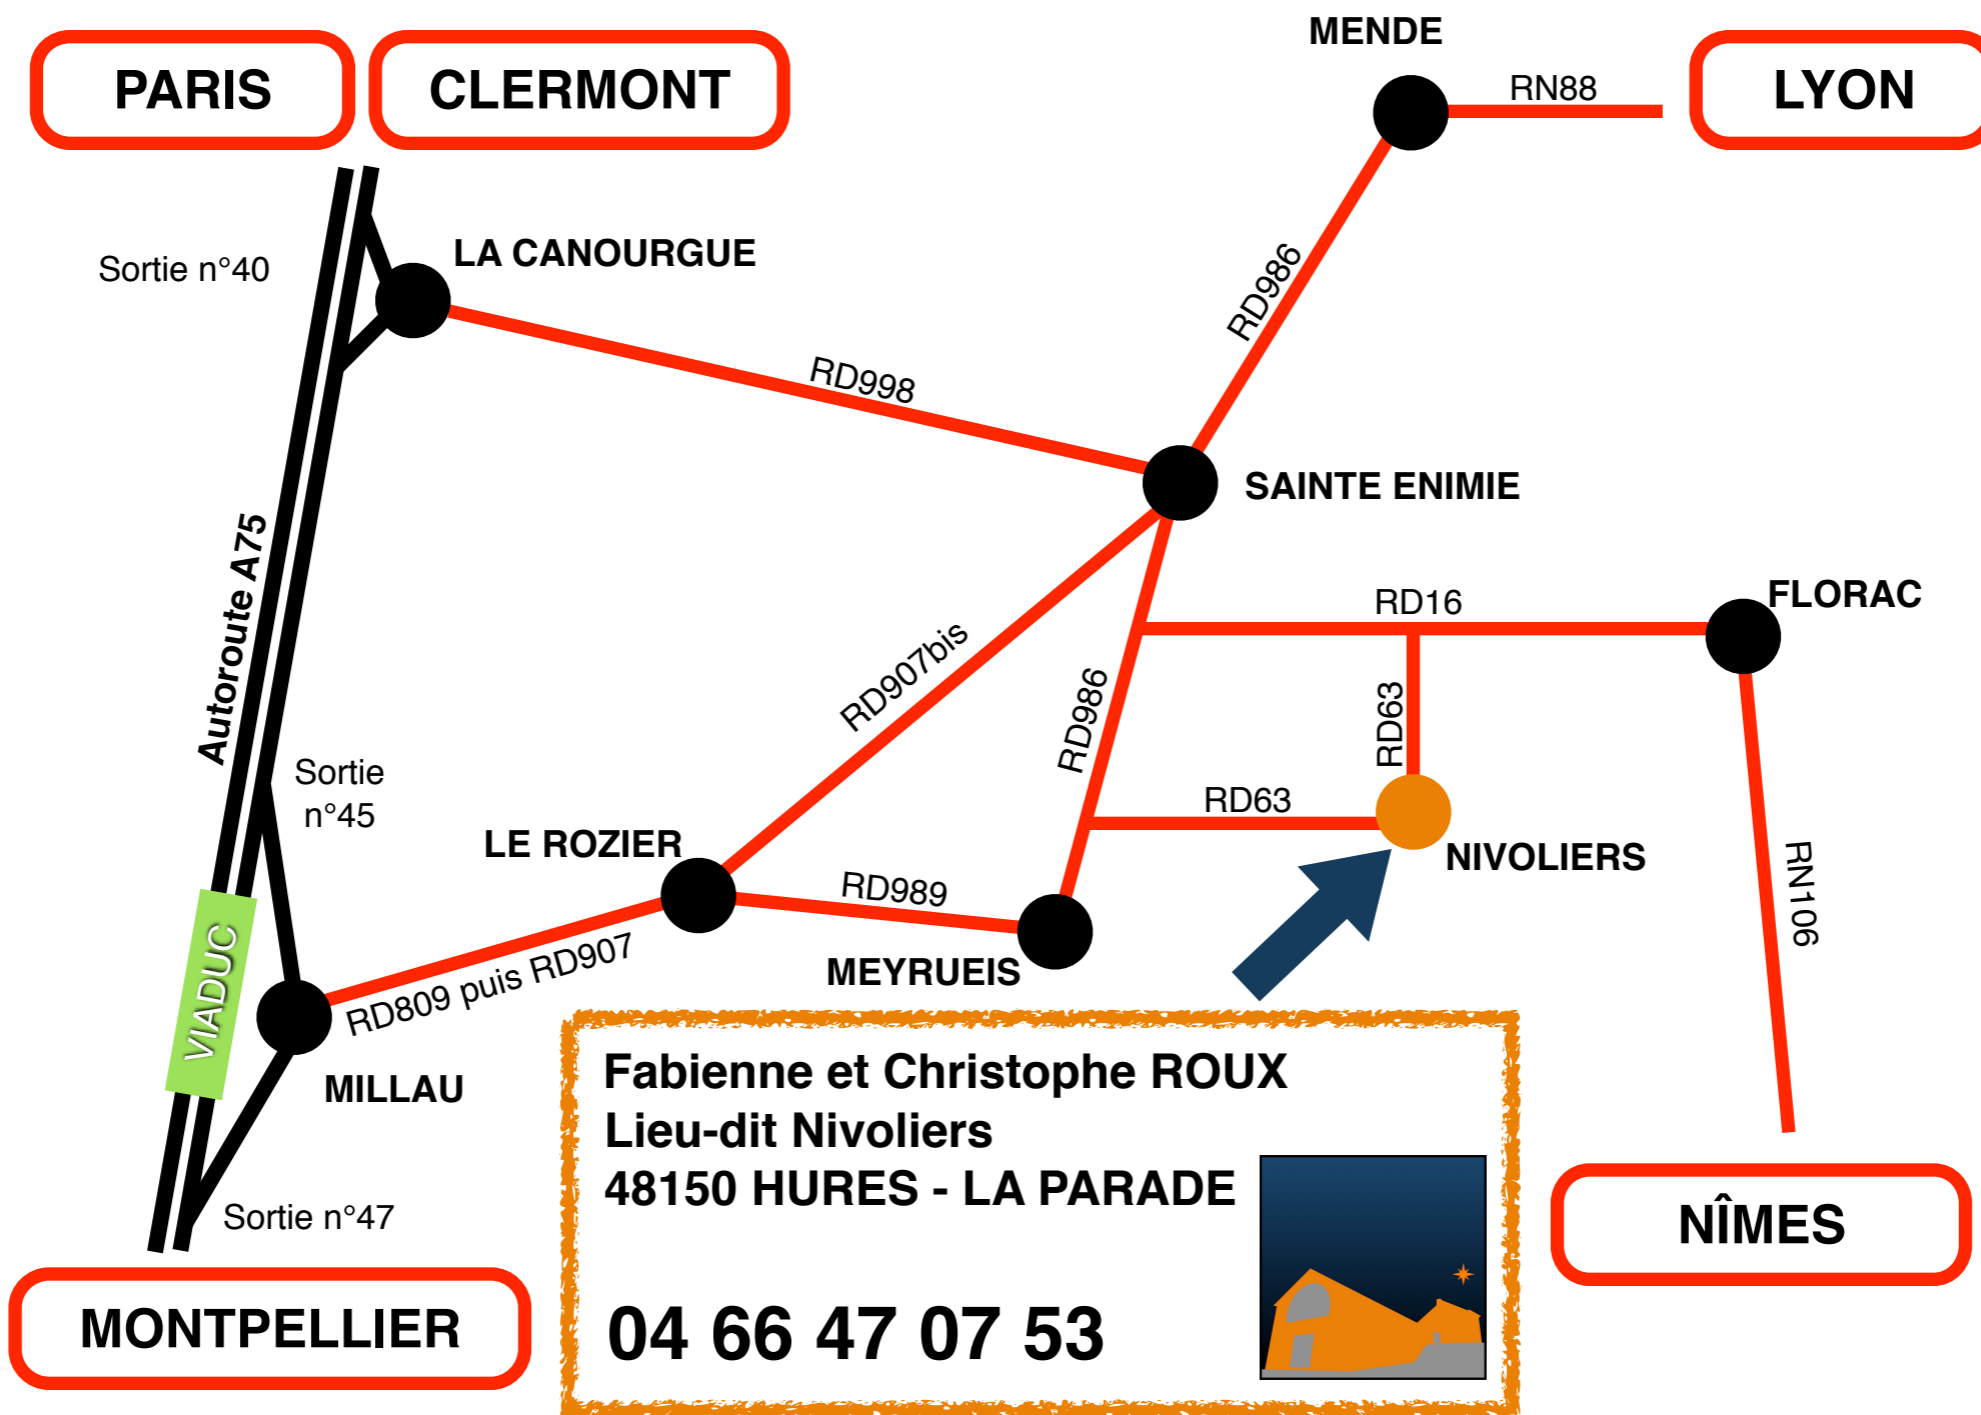 MENDE
PARIS
CLERMONT
RN88
LYON
LA CANOURGUE
Sortie n°40
RD986
RD998
SAINTE ENIMIE
Autoroute A75
FLORAC
RD16
RD907bis
RD986
RD63
Sortie
n°45
RD63
LE ROZIER
NIVOLIERS
RD989
RN106
VIADUC
RD809 puis RD907
MEYRUEIS
MILLAU
Fabienne et Christophe ROUX
Lieu-dit Nivoliers
48150 HURES - LA PARADE
04 66 47 07 53
Sortie n°47
NÎMES
MONTPELLIER